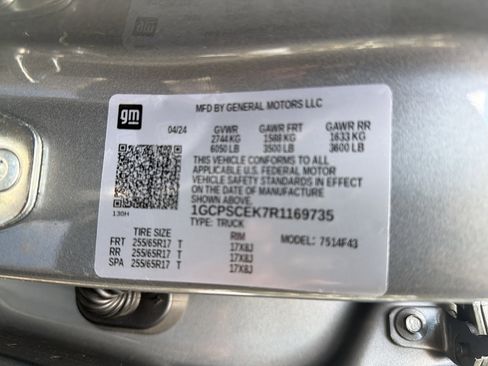 gm
MFD BY GENERAL MOTORS LLC
04/24 GVWR GAWR FRT GAWR RR
2744 KG 1588 KG 1633 KG
6050 LB 3500 LB 3600 LB
THIS VEHICLE CONFORMS TO ALL
APPLICABLE U.S. FEDERAL MOTOR
VEHICLE SAFETY STANDARDS IN EFFECT
ON THE DATE OF MANUFACTURE
SHOWN ABOVE.
1GCPSCEK7R1169735
TYPE: TRUCK
130H
TIRE SIZE RIM MODEL: 7514F43
FRT 255/65R17 T 17X8J
RR 255/65R17 T 17X8J
SPA 255/65R17 T 17X8J